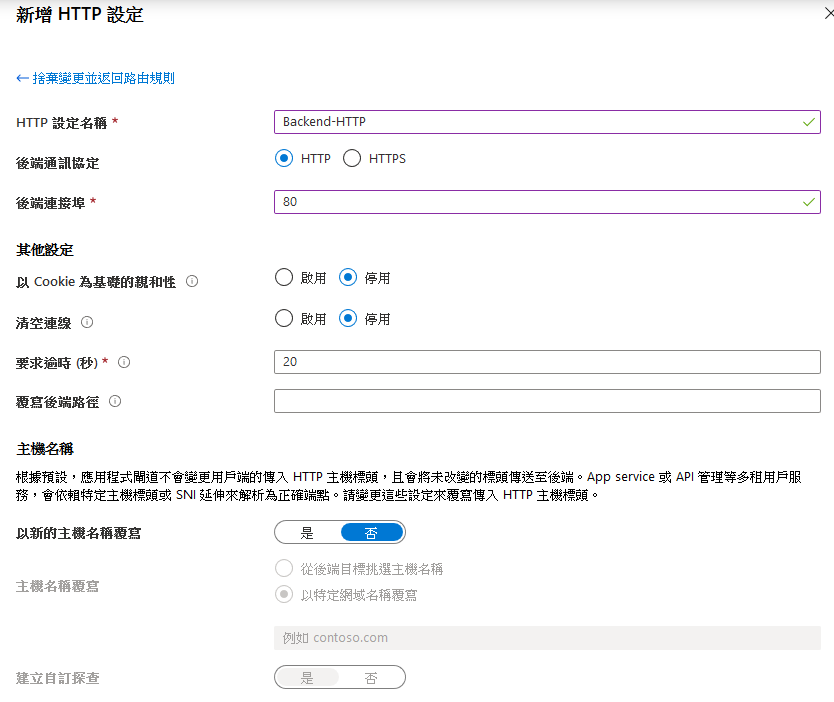 新增 HTTP 設定
← 捨棄變更並返回路由規則
HTTP 設定名稱 * Backend-HTTP
後端通訊協定 HTTP HTTPS
後端連接埠 * 80
其他設定
以 Cookie 為基礎的親和性 啟用 停用
清空連線 啟用 停用
要求逾時 (秒) * 20
覆寫後端路徑
主機名稱
根據預設，應用程式閘道不會變更用戶端的傳入 HTTP 主機標頭，且會將未改變的標頭傳送至後端。App service 或 API 管理等多租用戶服
務，會依賴特定主機標頭或 SNI 延伸來解析為正確端點。請變更這些設定來覆寫傳入 HTTP 主機標頭。
以新的主機名稱覆寫 是 否
從後端目標挑選主機名稱
主機名稱覆寫
以特定網域名稱覆寫
例如 contoso.com
建立自訂探查 是 否